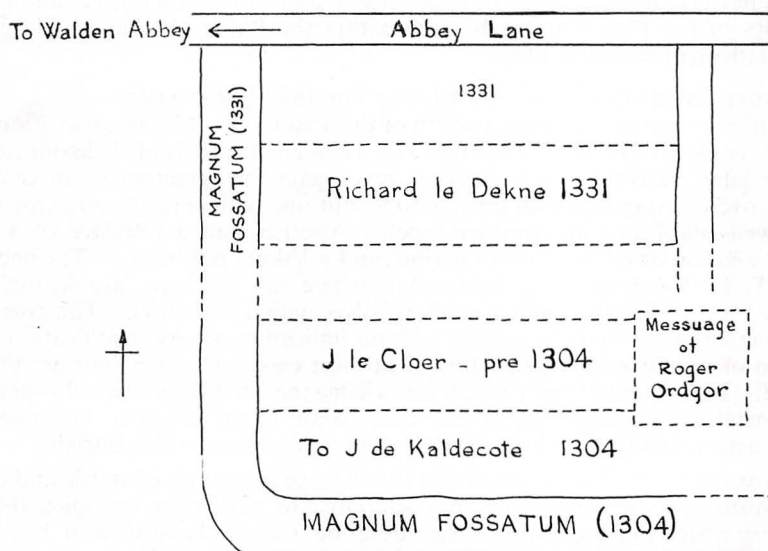 To Walden Abbey
Abbey Lane
MAGNUM
FOSSATUM (1331)
1331
Richard le Dekne 1331
J le Cloer pre 1304
Message
of
Roger
Ordgor
To J de Kaldecote 1304
MAGNUM FOSSATUM (1304)